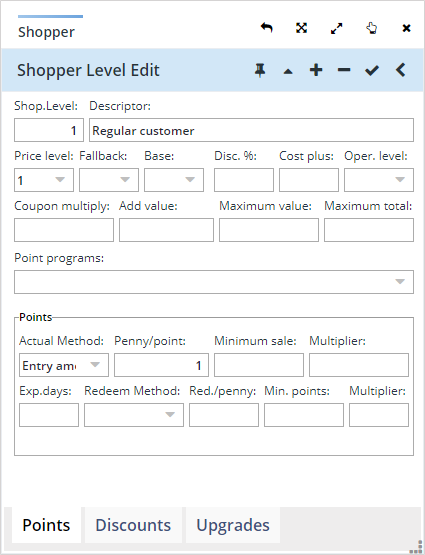 Shopper
Shopper Level Edit
Shop.Level: Descriptor:
1 Regular customer
Price level: Fallback: Base: Disc. %: Cost plus: Oper. level:
1
Coupon multiply: Add value: Maximum value: Maximum total:
Point programs:
Points
Actual Method: Penny/point: Minimum sale: Multiplier:
Entry am 1
Exp.days: Redeem Method: Red./penny: Min. points: Multiplier:
Points Discounts Upgrades